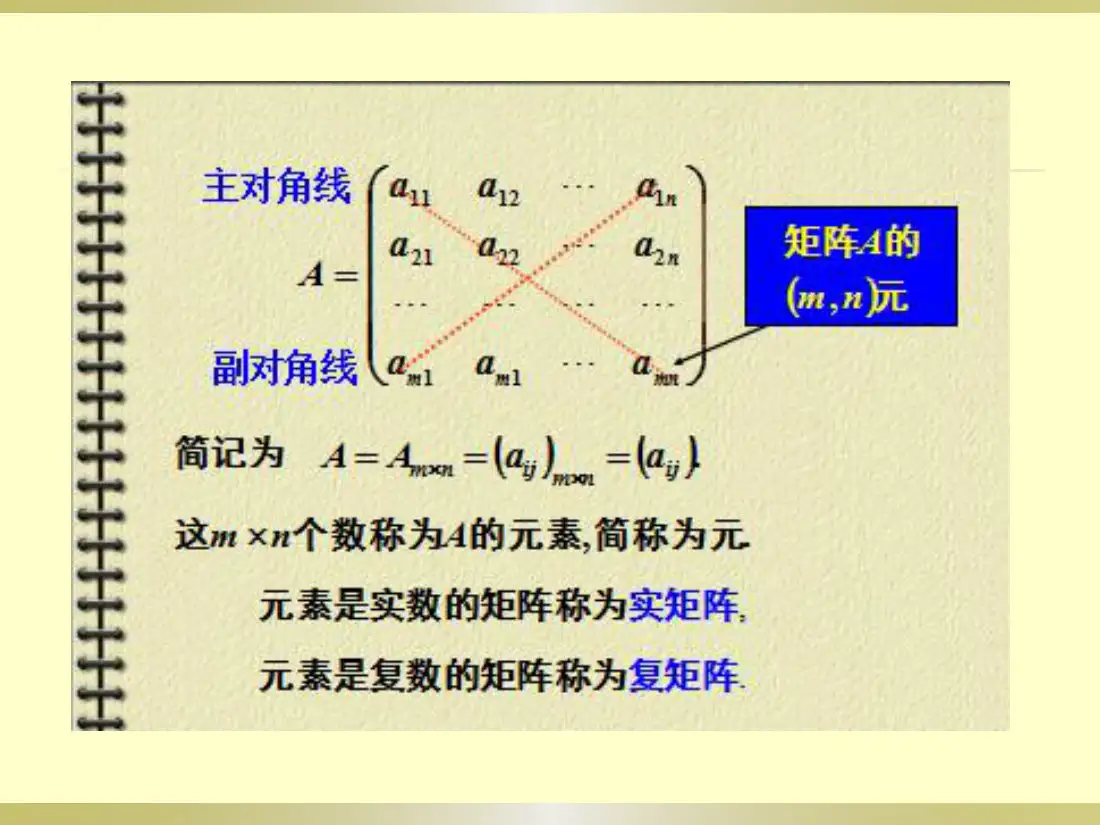 主对角线
a11 a12 ··· a1n
a21 a22 ··· a2n
A =
··· ··· ··· ···
am1 am1 ··· amn
副对角线
矩阵A的
(m,n)元
简记为 A = Am×n = (aij)m×n = (aij).
这m×n个数称为A的元素,简称为元.
元素是实数的矩阵称为实矩阵,
元素是复数的矩阵称为复矩阵.